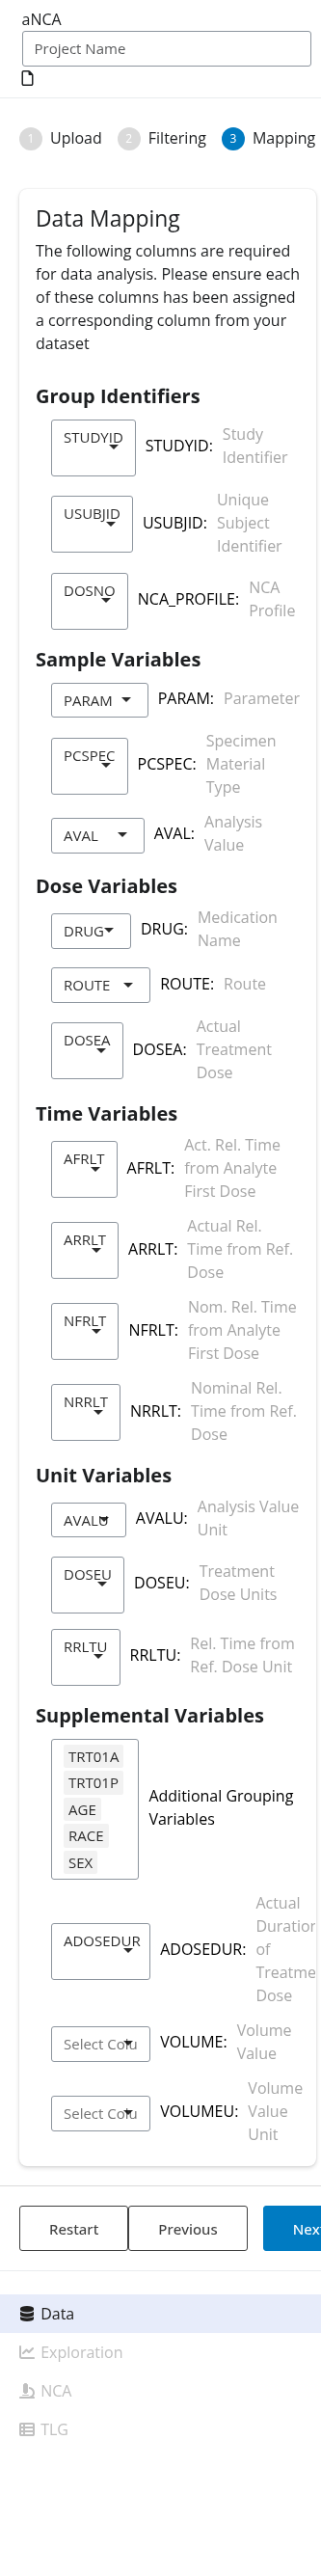 aNCA
Project Name
1 Upload 2 Filtering 3 Mapping
Data Mapping
The following columns are required
for data analysis. Please ensure each
of these columns has been assigned
a corresponding column from your
dataset
Group Identifiers
STUDYID STUDYID: Study
Identifier
USUBJID USUBJID: Unique
Subject
Identifier
DOSNO NCA_PROFILE: NCA
Profile
Sample Variables
PARAM PARAM: Parameter
PCSPEC PCSPEC: Specimen
Material
Type
AVAL AVAL: Analysis
Value
Dose Variables
DRUG DRUG: Medication
Name
ROUTE ROUTE: Route
DOSEA DOSEA: Actual
Treatment
Dose
Time Variables
AFRLT AFRLT: Act. Rel. Time
from Analyte
First Dose
ARRLT ARRLT: Actual Rel.
Time from Ref.
Dose
NFRLT NFRLT: Nom. Rel. Time
from Analyte
First Dose
NRRLT NRRLT: Nominal Rel.
Time from Ref.
Dose
Unit Variables
AVALU AVALU: Analysis Value
Unit
DOSEU DOSEU: Treatment
Dose Units
RRLTU RRLTU: Rel. Time from
Ref. Dose Unit
Supplemental Variables
TRT01A
TRT01P
AGE
RACE
SEX
Additional Grouping
Variables
ADOSEDUR ADOSEDUR: Actual
Duration
of
Treatme
Dose
Select Colu VOLUME: Volume
Value
Select Colu VOLUMEU: Volume
Value
Unit
Restart Previous Nex
Data
Exploration
NCA
TLG